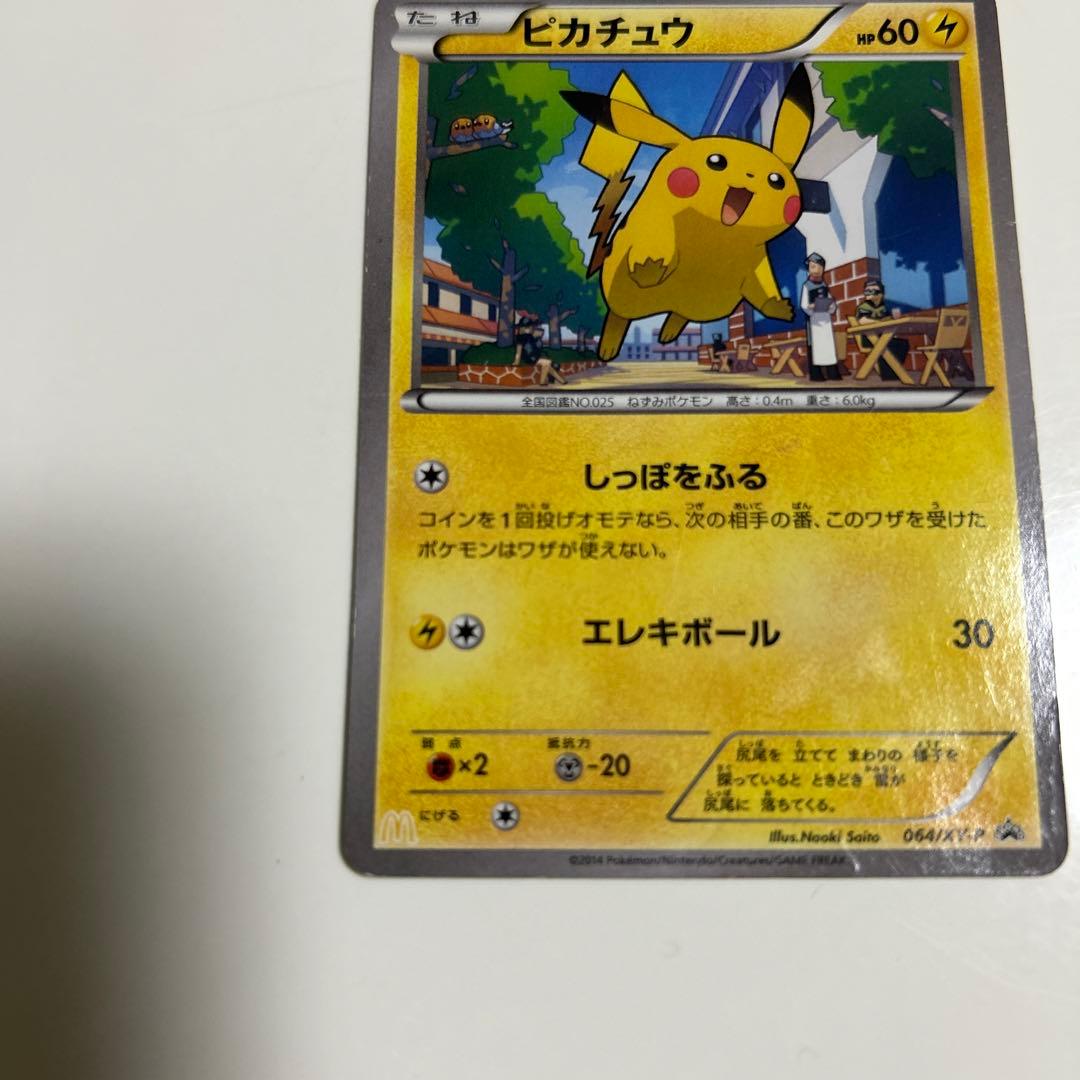 たね ピカチュウ HP60
全国図鑑NO.025 ねずみポケモン 高さ:0.4m 重さ:6.0kg
しっぽをふる
コインを1回投げオモテなら、次の相手の番、このワザを受けた
ポケモンはワザが使えない。
エレキボール 30
弱点 抵抗力
×2 -20
にげる
尻尾を 立てて まわりの 様子を
探っていると ときどき 雷が
尻尾に 落ちてくる。
Illus.Naoki Saito 064/XY-P
©2014 Pokémon/Nintendo/Creatures/GAME FREAK.